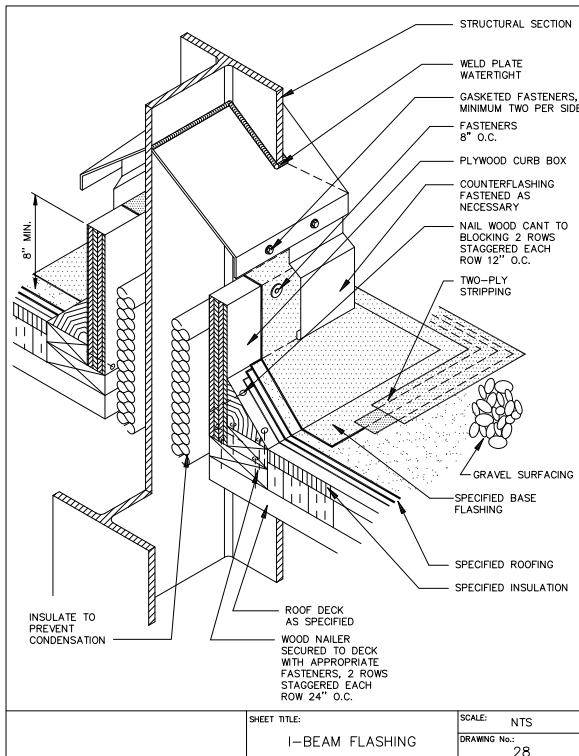 STRUCTURAL SECTION
WELD PLATE
WATERTIGHT
GASKETED FASTENERS,
MINIMUM TWO PER SIDE
FASTENERS
8" O.C.
PLYWOOD CURB BOX
COUNTERFLASHING
FASTENED AS
NECESSARY
NAIL WOOD CANT TO
BLOCKING 2 ROWS
STAGGERED EACH
ROW 12" O.C.
TWO-PLY
STRIPPING
8" MIN.
GRAVEL SURFACING
SPECIFIED BASE
FLASHING
SPECIFIED ROOFING
SPECIFIED INSULATION
INSULATE TO
PREVENT
CONDENSATION
ROOF DECK
AS SPECIFIED
WOOD NAILER
SECURED TO DECK
WITH APPROPRIATE
FASTENERS, 2 ROWS
STAGGERED EACH
ROW 24" O.C.
SHEET TITLE:
I-BEAM FLASHING
SCALE: NTS
DRAWING No.:
28